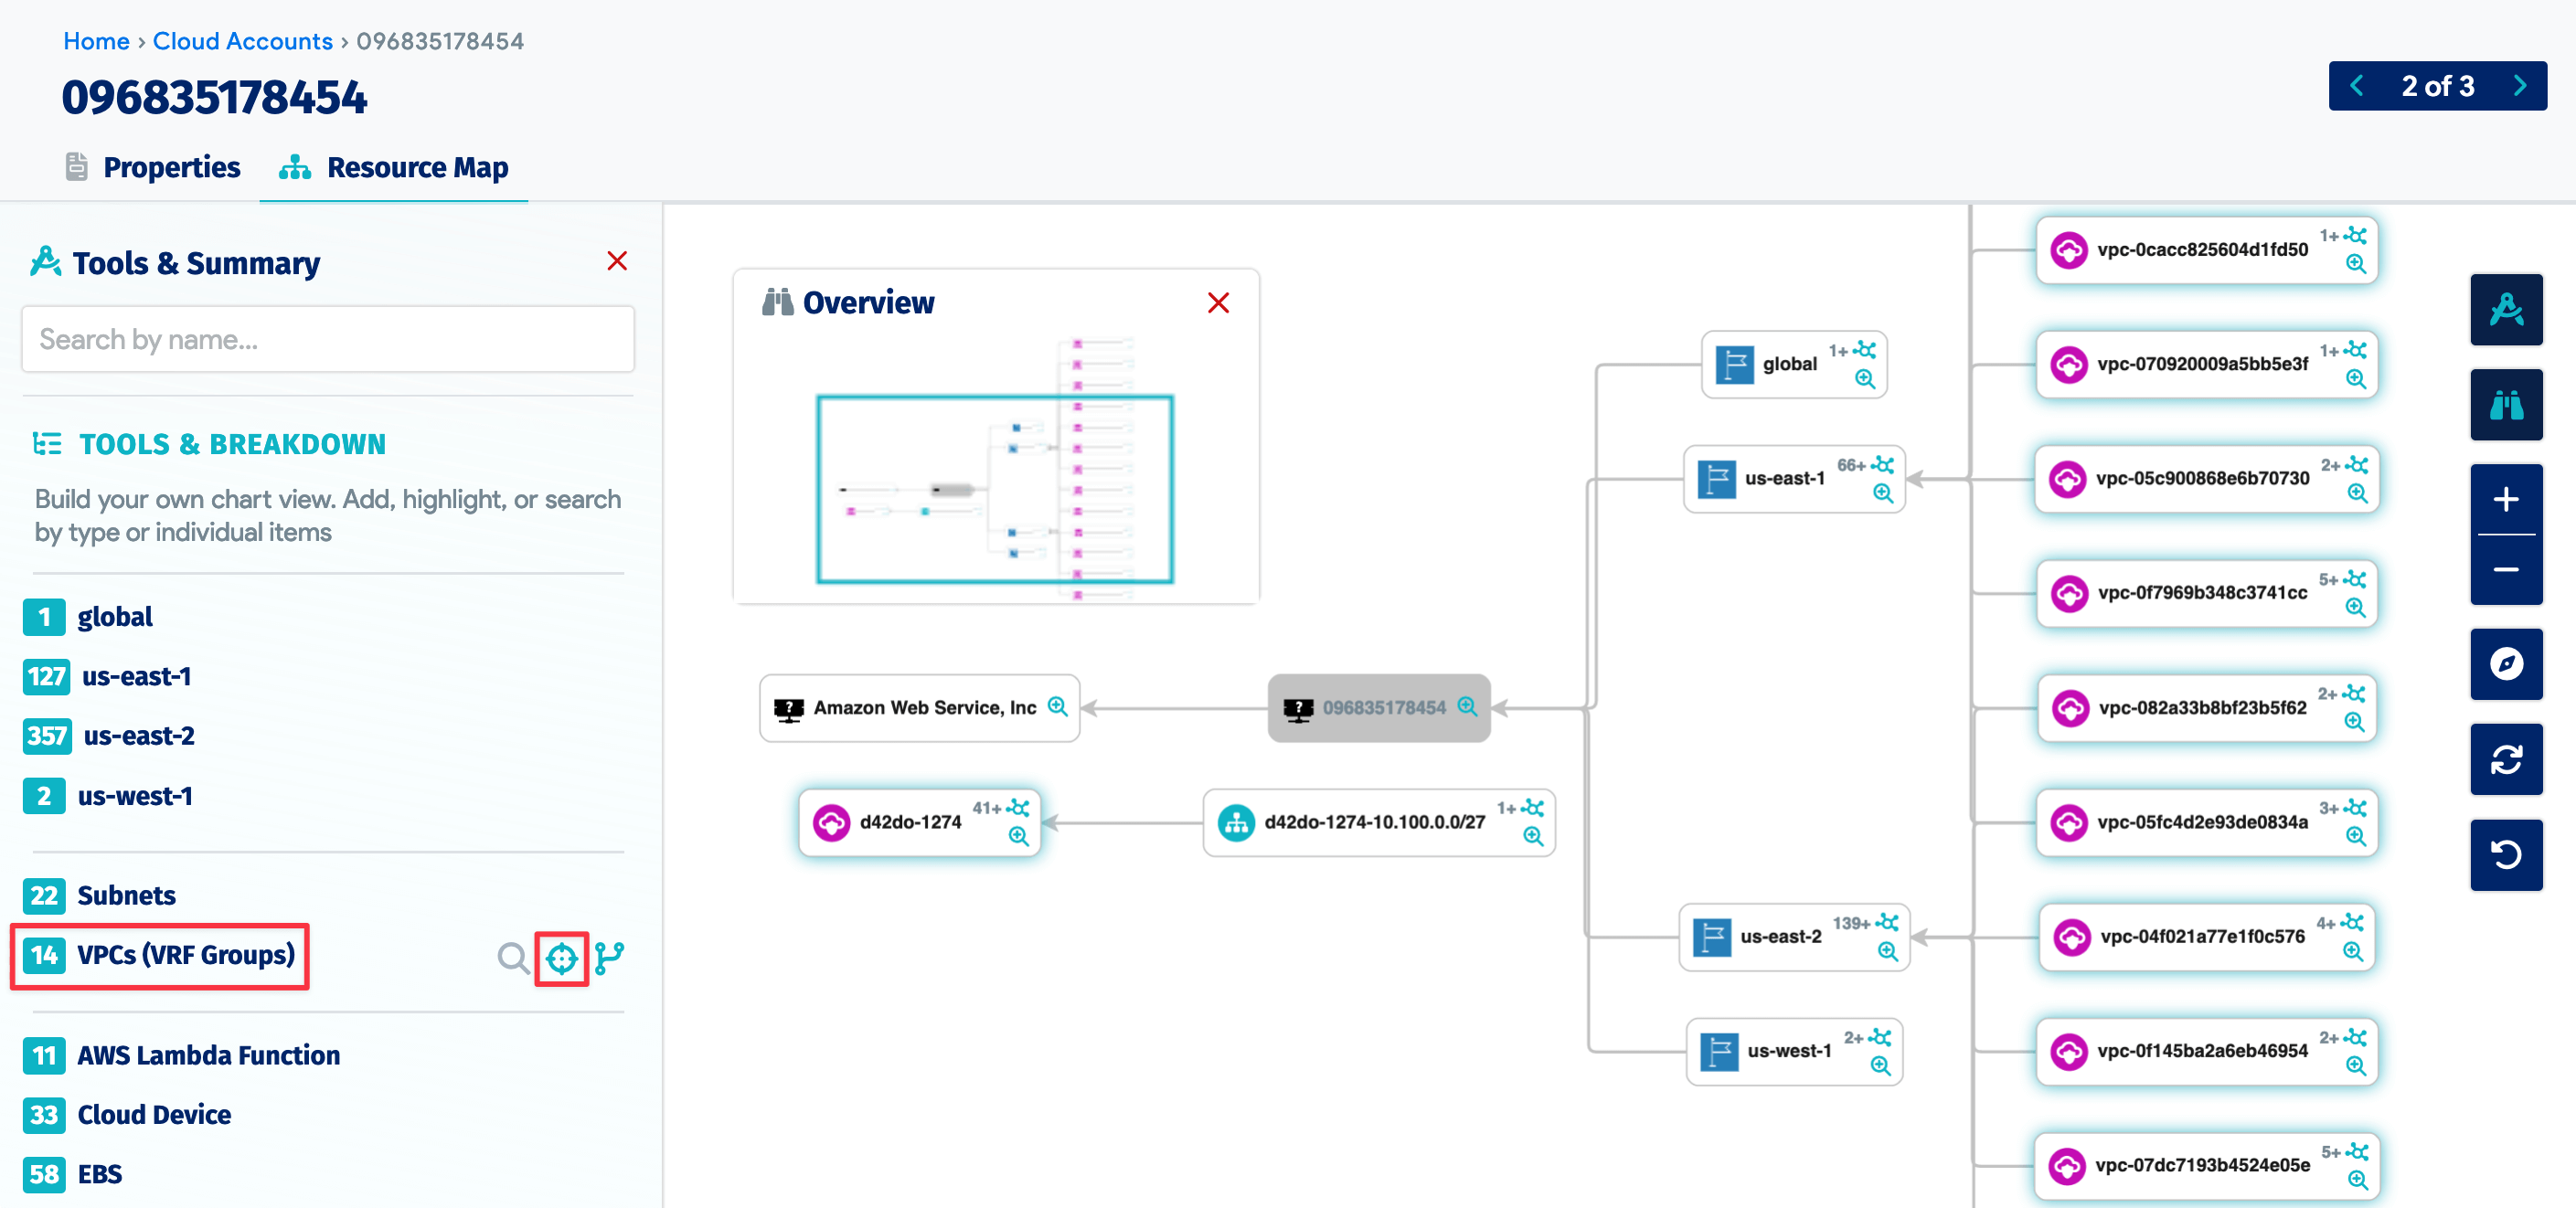 Home › Cloud Accounts › 096835178454
096835178454
2 of 3
Properties
Resource Map
Tools & Summary
Search by name...
TOOLS & BREAKDOWN
Build your own chart view. Add, highlight, or search
by type or individual items
1 global
127 us-east-1
357 us-east-2
2 us-west-1
22 Subnets
14 VPCs (VRF Groups)
11 AWS Lambda Function
33 Cloud Device
58 EBS
Overview
Amazon Web Service, Inc
096835178454
d42do-1274 41+
d42do-1274-10.100.0.0/27 1+
global 1+
us-east-1 66+
us-east-2 139+
us-west-1 2+
vpc-0cacc825604d1fd50 1+
vpc-070920009a5bb5e3f 1+
vpc-05c900868e6b70730 2+
vpc-0f7969b348c3741cc 5+
vpc-082a33b8bf23b5f62 2+
vpc-05fc4d2e93de0834a 3+
vpc-04f021a77e1f0c576 4+
vpc-0f145ba2a6eb46954 2+
vpc-07dc7193b4524e05e 5+